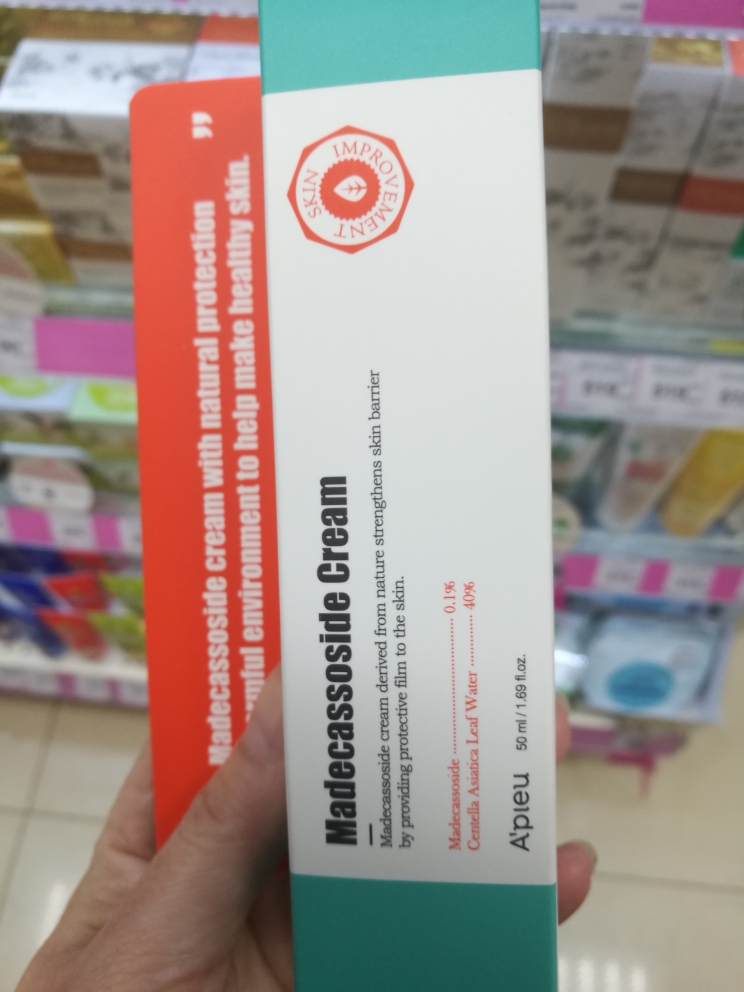 ”
Madecassoside cream with natural protection
environment to help make healthy skin.
SKIN IMPROVEMENT
Madecassoside Cream
Madecassoside cream derived from nature strengthens skin barrier
by providing protective film to the skin.
Madecassoside ........................................ 0.1%
Centella Asiatica Leaf Water ............. 40%
A'pieu 50 ml / 1.69 fl.oz.